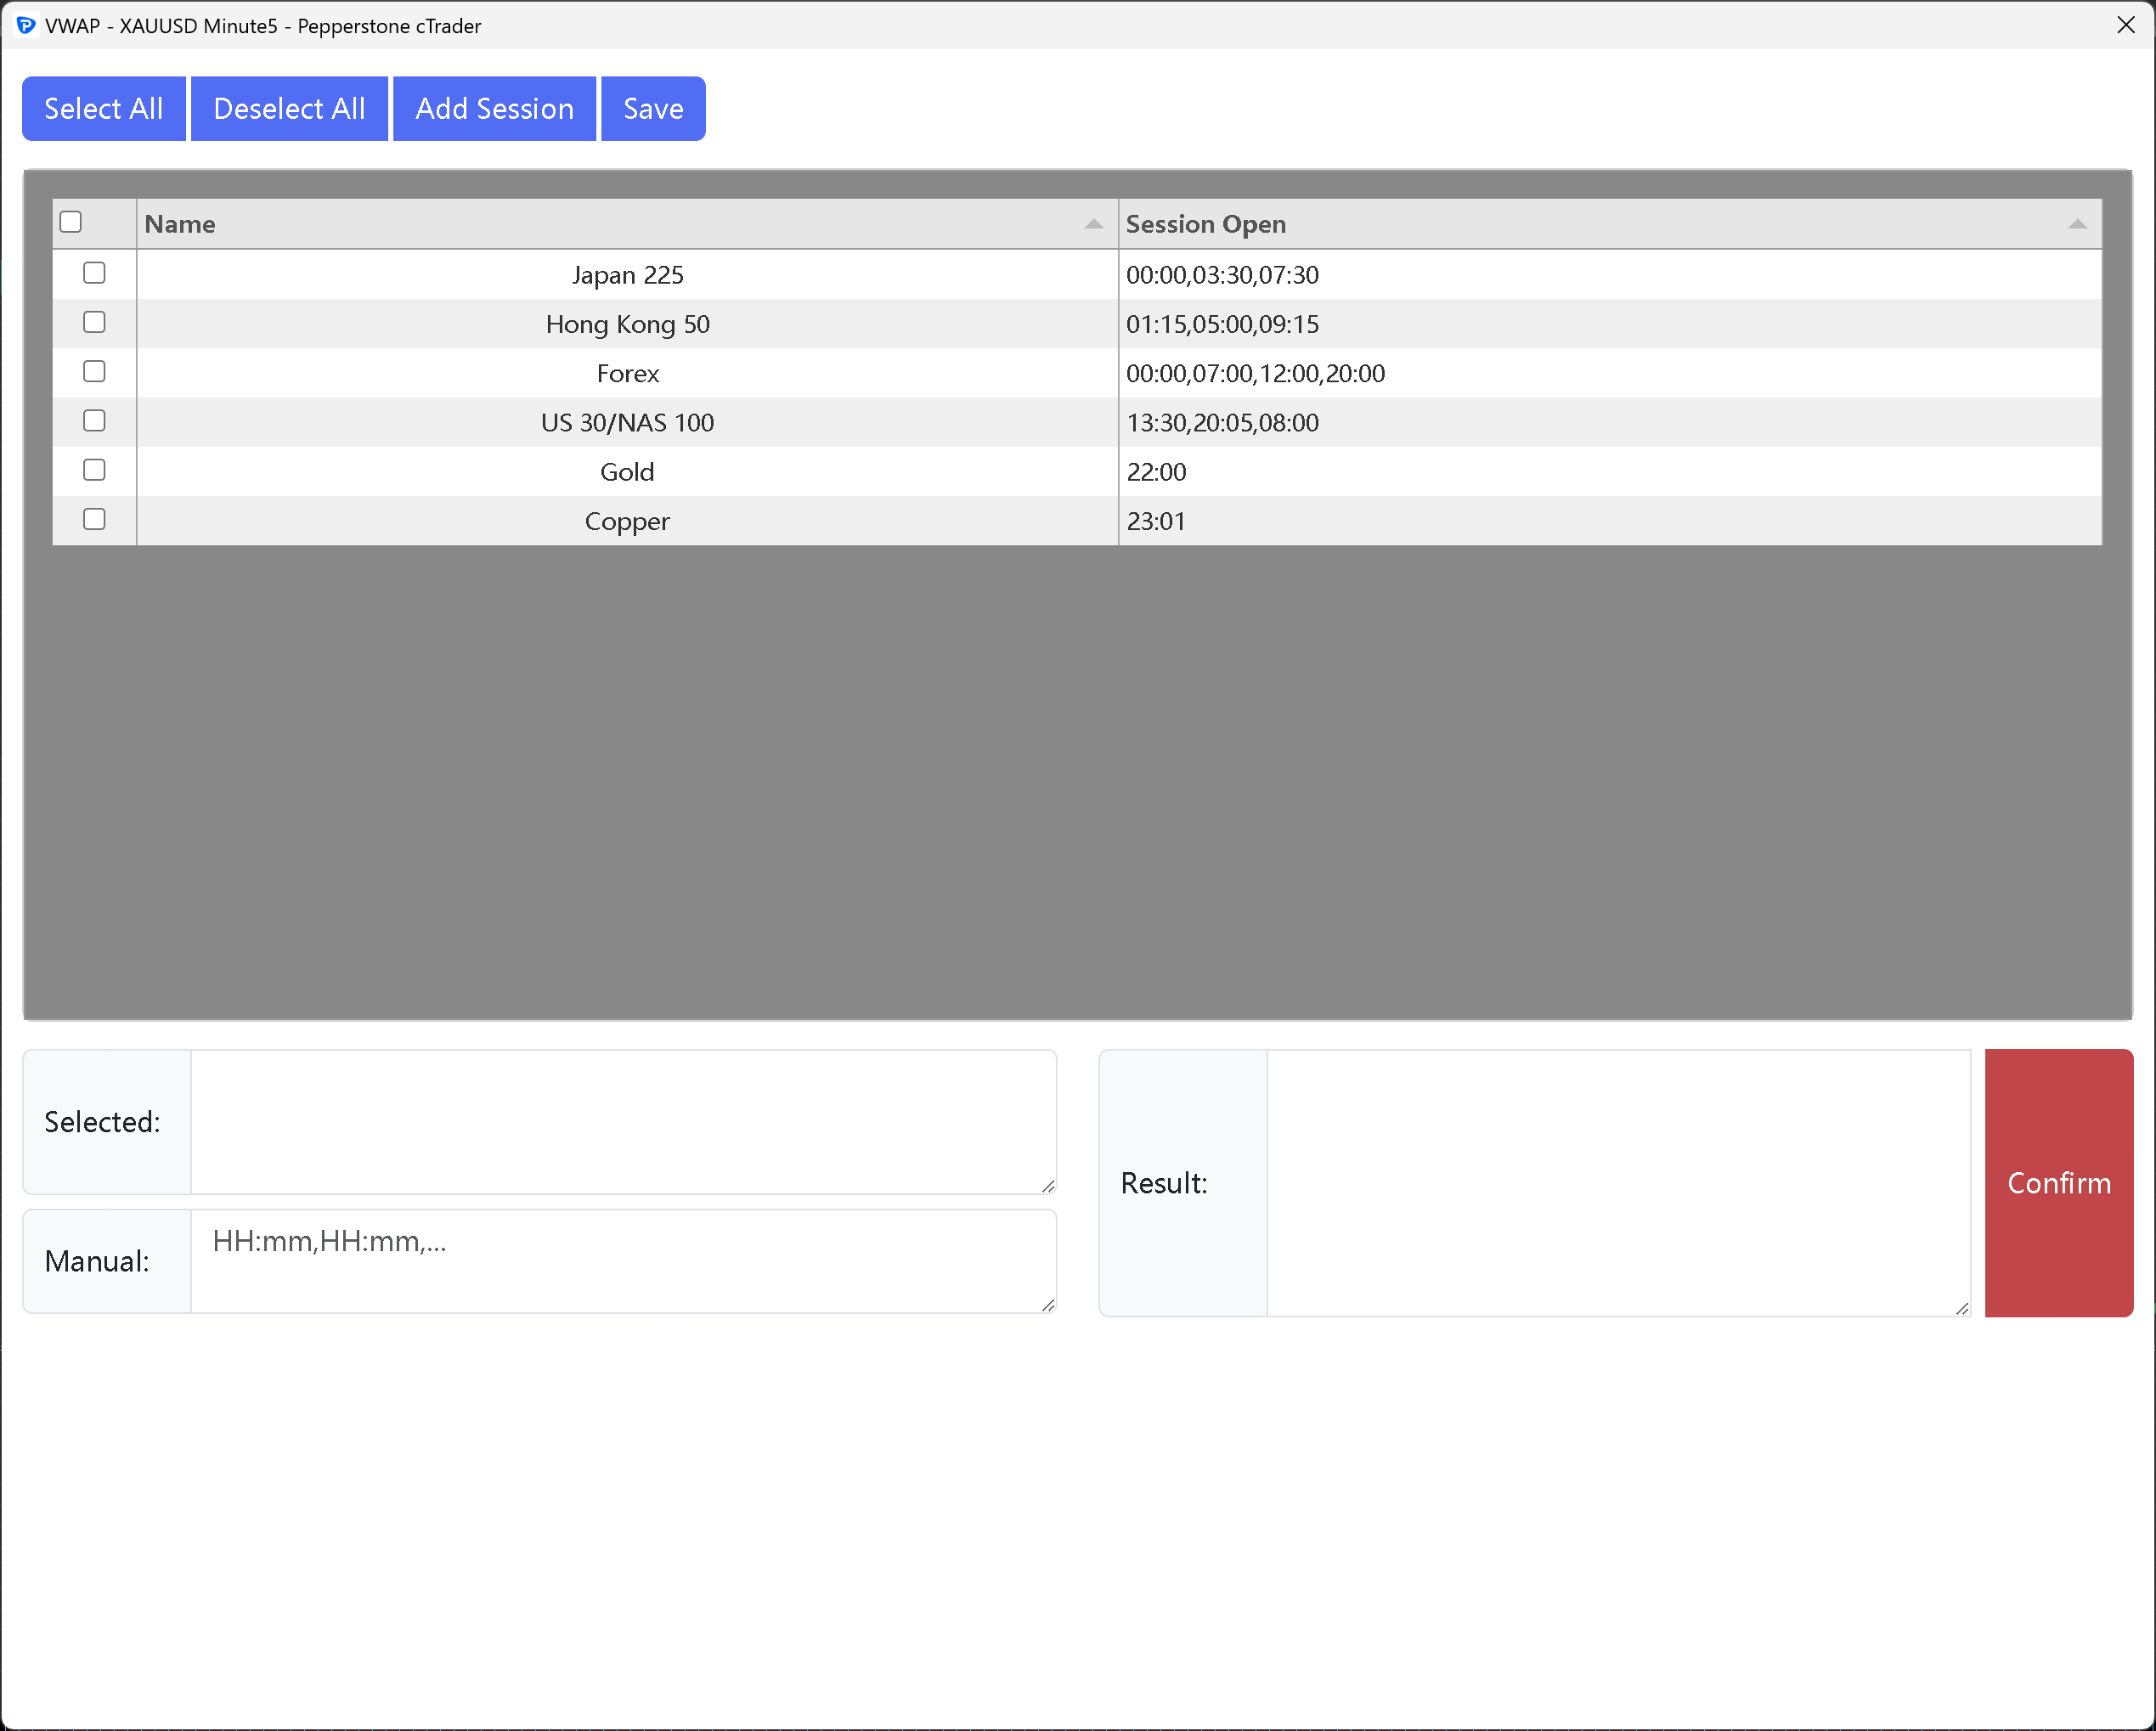 VWAP - XAUUSD Minute5 - Pepperstone cTrader
Select All Deselect All Add Session Save
Name Session Open
Japan 225 00:00,03:30,07:30
Hong Kong 50 01:15,05:00,09:15
Forex 00:00,07:00,12:00,20:00
US 30/NAS 100 13:30,20:05,08:00
Gold 22:00
Copper 23:01
Selected:
Manual: HH:mm,HH:mm,...
Result:
Confirm